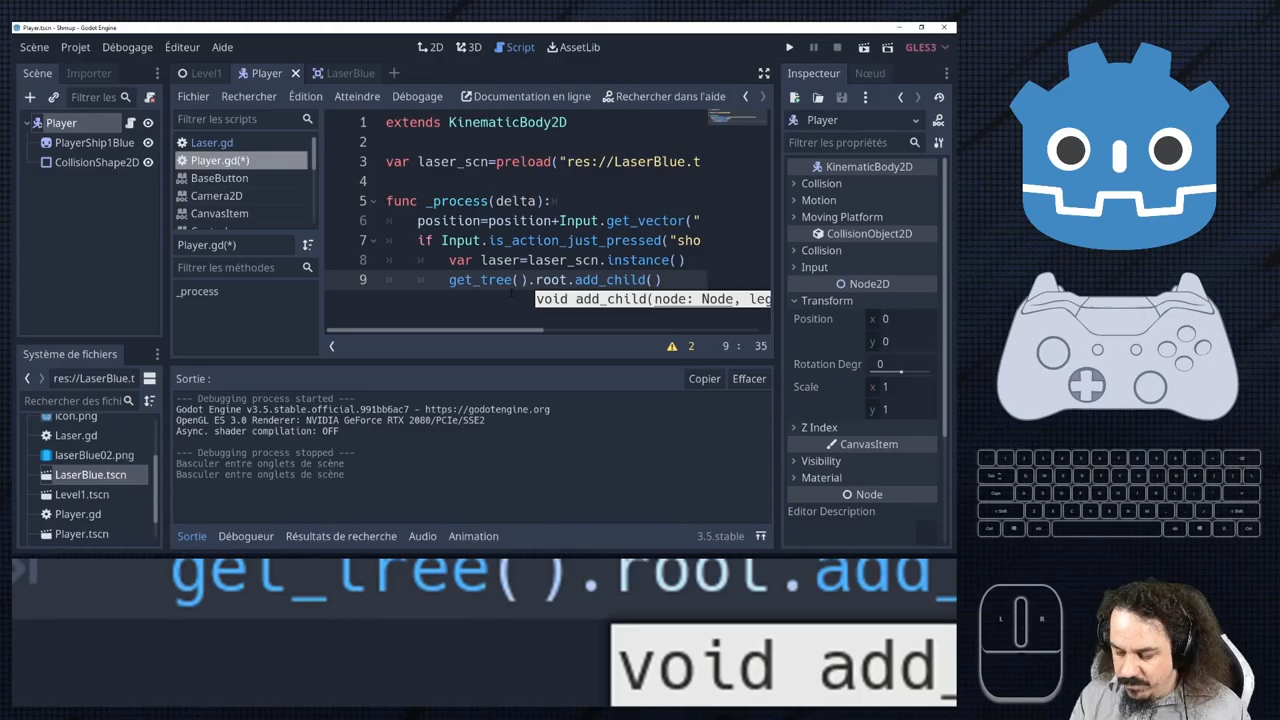 Player.tscn - Shmup - Godot Engine
Scène Projet Débogage Éditeur Aide
2D 3D Script AssetLib
GLES3
Scène Importer
Filtrer les
Player
PlayerShip1Blue
CollisionShape2D
Level1 Player LaserBlue
Fichier Rechercher Édition Atteindre Débogage Documentation en ligne Rechercher dans l'aide
Filtrer les scripts
Laser.gd
Player.gd(*)
BaseButton
Camera2D
CanvasItem
Player.gd(*)
Filtrer les méthodes
_process
1 extends KinematicBody2D
2
3 var laser_scn=preload("res://LaserBlue.t
4
5 func _process(delta):
6 position=position+Input.get_vector("
7 if Input.is_action_just_pressed("sho
8 var laser=laser_scn.instance()
9 get_tree().root.add_child()
void add_child(node: Node, leg
2 9 : 35
Système de fichiers
res://LaserBlue.t
Rechercher des fichi
icon.png
Laser.gd
laserBlue02.png
LaserBlue.tscn
Level1.tscn
Player.gd
Player.tscn
Sortie :
Copier Effacer
--- Debugging process started ---
Godot Engine v3.5.stable.official.991bb6ac7 - https://godotengine.org
OpenGL ES 3.0 Renderer: NVIDIA GeForce RTX 2080/PCIe/SSE2
Async. shader compilation: OFF
--- Debugging process stopped ---
Basculer entre onglets de scène
Basculer entre onglets de scène
Sortie Débogueur Résultats de recherche Audio Animation
3.5.stable
Inspecteur Nœud
Player
Filtrer les propriétés
KinematicBody2D
Collision
Motion
Moving Platform
CollisionObject2D
Collision
Input
Node2D
Transform
Position x 0
y 0
Rotation Degr 0
Scale x 1
y 1
Z Index
CanvasItem
Visibility
Material
Node
Editor Description
get_tree().root.add_
void add_
L R